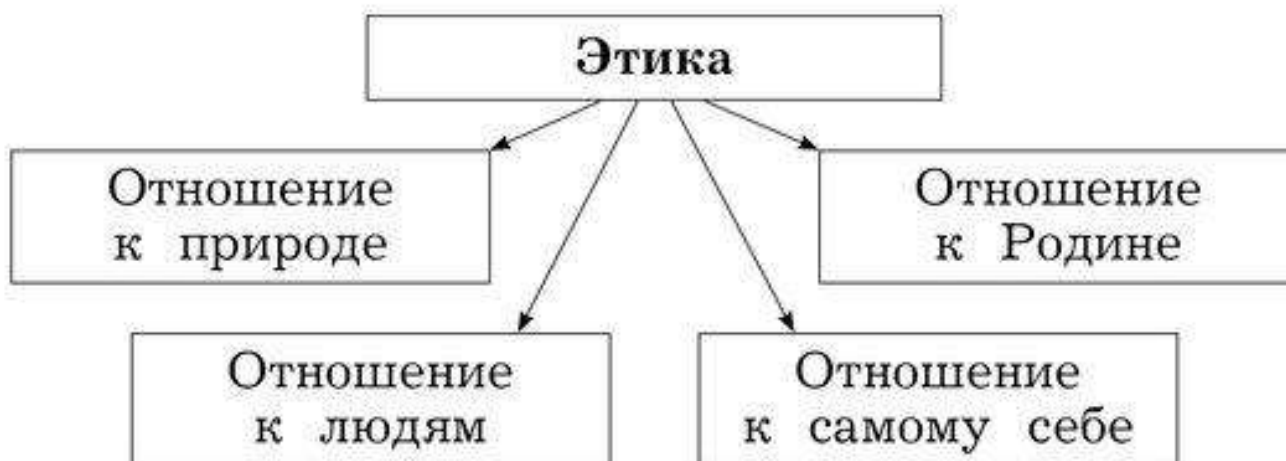 Этика
Отношение
к природе
Отношение
к Родине
Отношение
к людям
Отношение
к самому себе